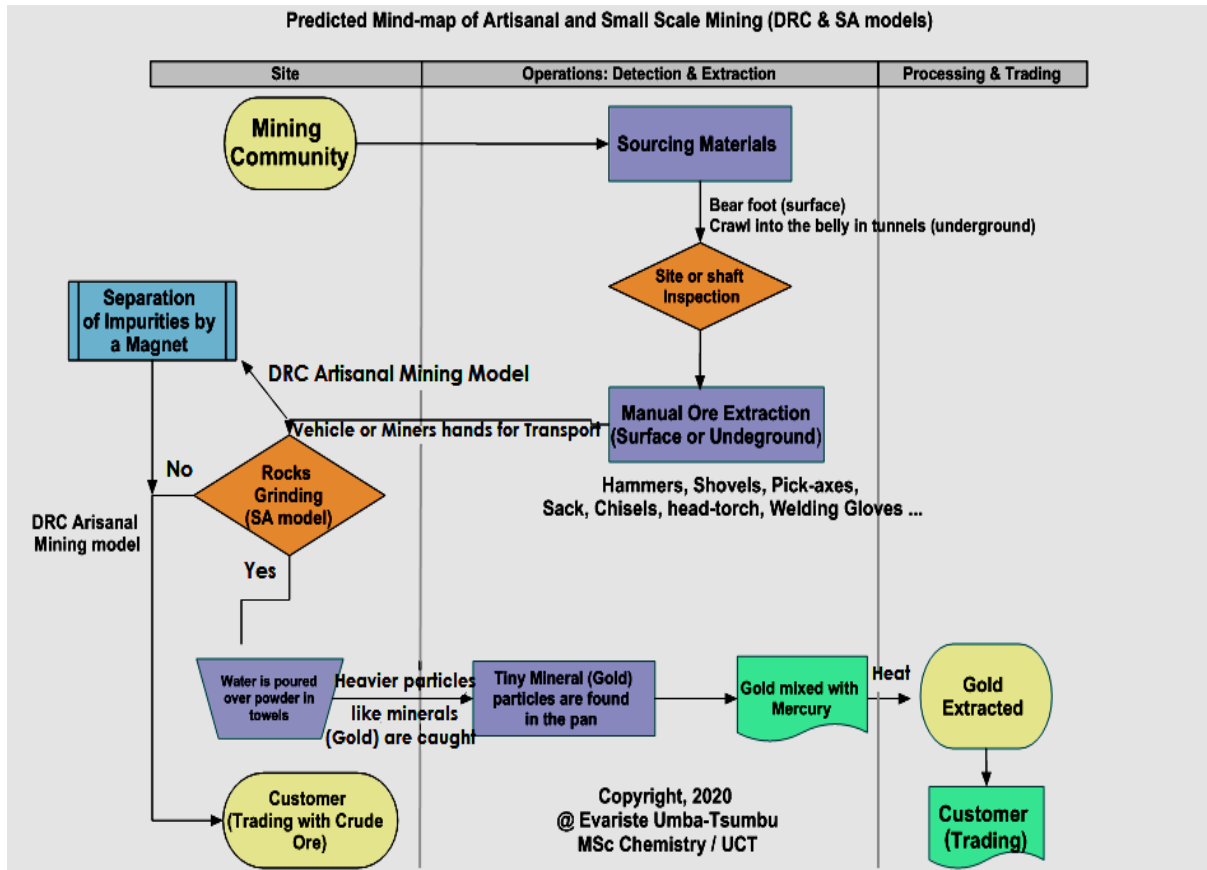 Predicted Mind-map of Artisanal and Small Scale Mining (DRC & SA models)
Site
Operations: Detection & Extraction
Processing & Trading
Mining
Community
Sourcing Materials
Bear foot (surface)
Crawl into the belly in tunnels (underground)
Site or shaft
Inspection
Separation
of Impurities by
a Magnet
DRC Artisanal Mining Model
Manual Ore Extraction
(Surface or Undeground)
Vehicle or Miners hands for Transport
Hammers, Shovels, Pick-axes,
Sack, Chisels, head-torch, Welding Gloves ...
No
Rocks
Grinding
(SA model)
DRC Arisanal
Mining model
Yes
Water is poured
over powder in
towels
Heavier particles
like minerals
(Gold) are caught
Tiny Mineral (Gold)
particles are found
in the pan
Gold mixed with
Mercury
Heat
Gold
Extracted
Customer
(Trading with Crude
Ore)
Copyright, 2020
@ Evariste Umba-Tsumbu
MSc Chemistry / UCT
Customer
(Trading)